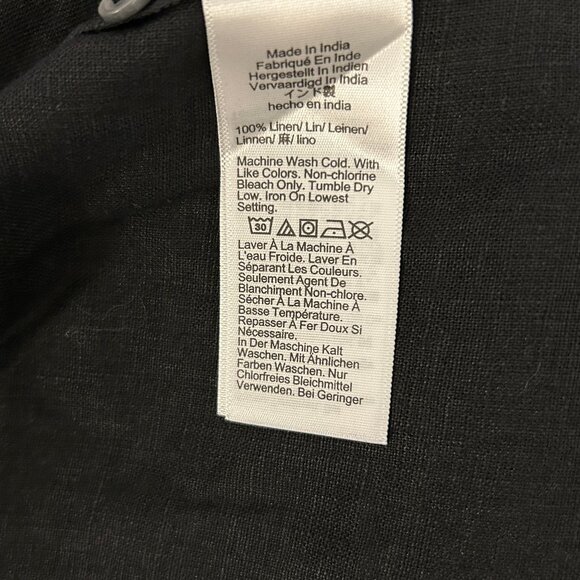 Made In India
Fabriqué En Inde
Hergestellt In Indien
Vervaardigd In India
インド製
hecho en india
100% Linen/ Lin/ Leinen/
Linnen/ 麻/ lino
Machine Wash Cold. With
Like Colors. Non-chlorine
Bleach Only. Tumble Dry
Low. Iron On Lowest
Setting.
30
Laver À La Machine À
L'eau Froide. Laver En
Séparant Les Couleurs.
Seulement Agent De
Blanchiment Non-chlore.
Sécher À La Machine À
Basse Température.
Repasser À Fer Doux Si
Nécessaire.
In Der Maschine Kalt
Waschen. Mit Ähnlichen
Farben Waschen. Nur
Chlorfreies Bleichmittel
Verwenden. Bei Geringer